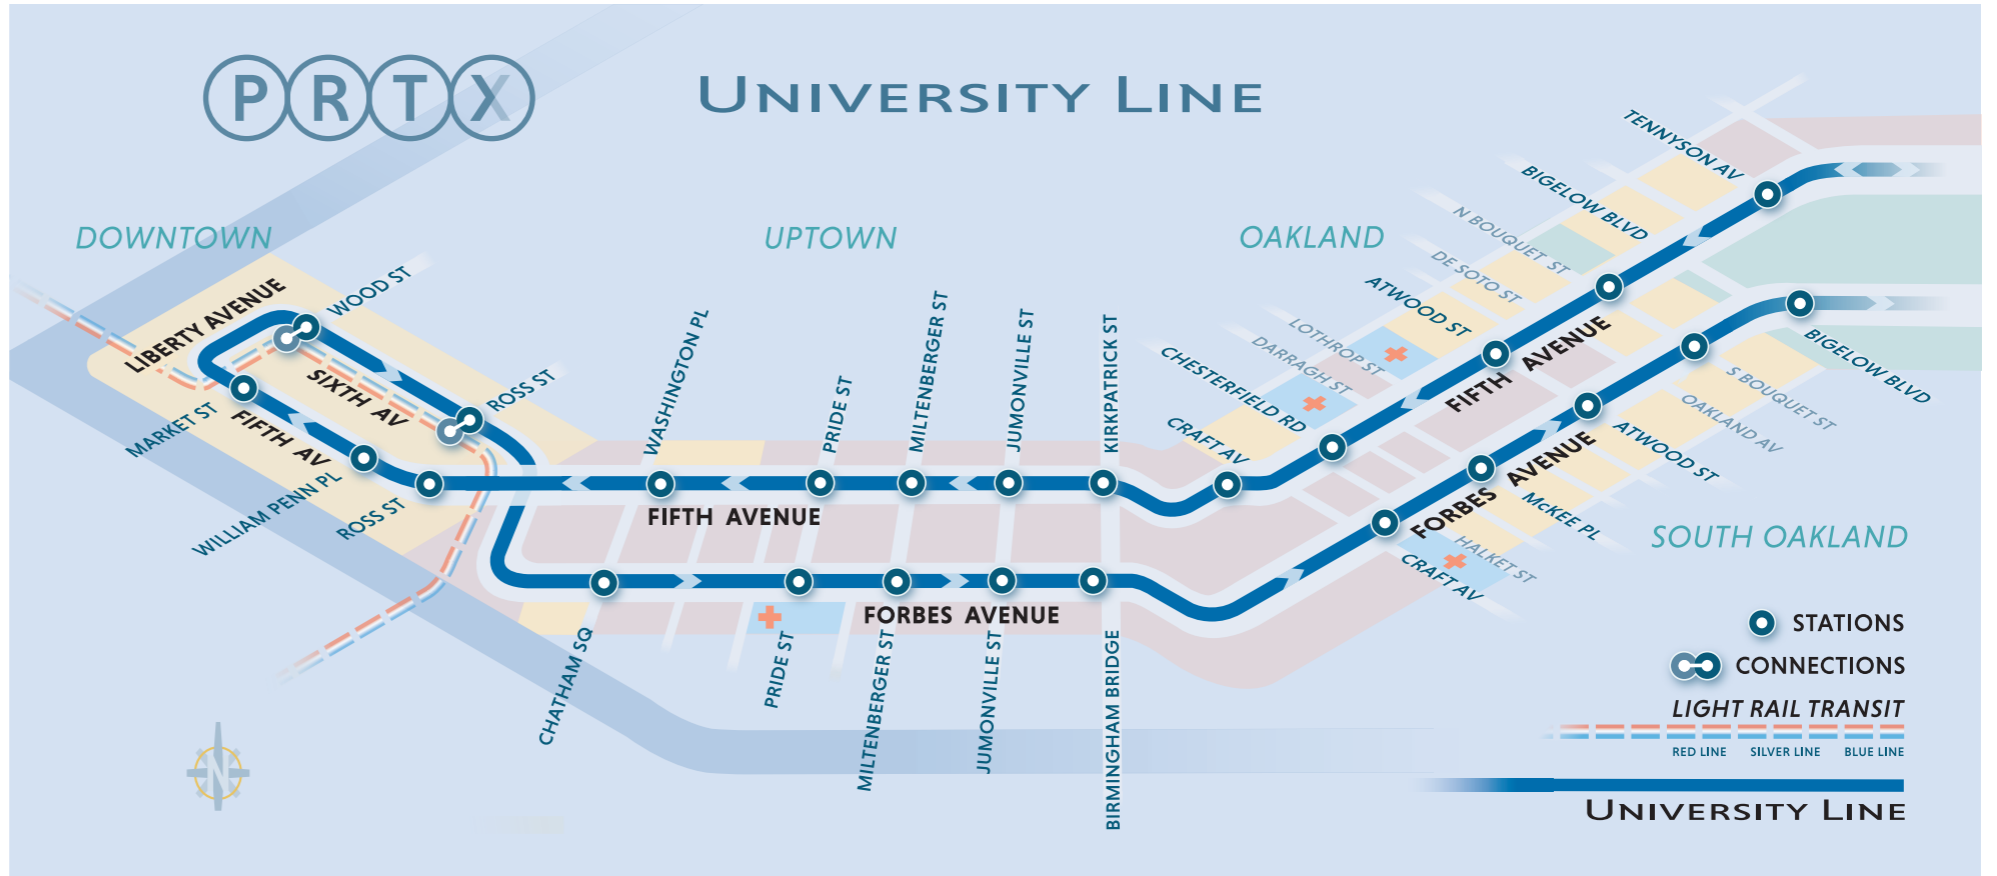 PRTX
UNIVERSITY LINE
DOWNTOWN
UPTOWN
OAKLAND
SOUTH OAKLAND
LIBERTY AVENUE
WOOD ST
SIXTH AV
ROSS ST
MARKET ST
FIFTH AV
WILLIAM PENN PL
ROSS ST
WASHINGTON PL
PRIDE ST
MILTENBERGER ST
JUMONVILLE ST
KIRKPATRICK ST
FIFTH AVENUE
CRAFT AV
CHESTERFIELD RD
DARRAGH ST
LOTHROP ST
ATWOOD ST
DE SOTO ST
N BOUQUET ST
BIGELOW BLVD
TENNYSON AV
FIFTH AVENUE
CHATHAM SQ
PRIDE ST
MILTENBERGER ST
JUMONVILLE ST
BIRMINGHAM BRIDGE
FORBES AVENUE
CRAFT AV
HALKET ST
McKEE PL
FORBES AVENUE
ATWOOD ST
OAKLAND AV
S BOUQUET ST
BIGELOW BLVD
N
STATIONS
CONNECTIONS
LIGHT RAIL TRANSIT
RED LINE SILVER LINE BLUE LINE
UNIVERSITY LINE